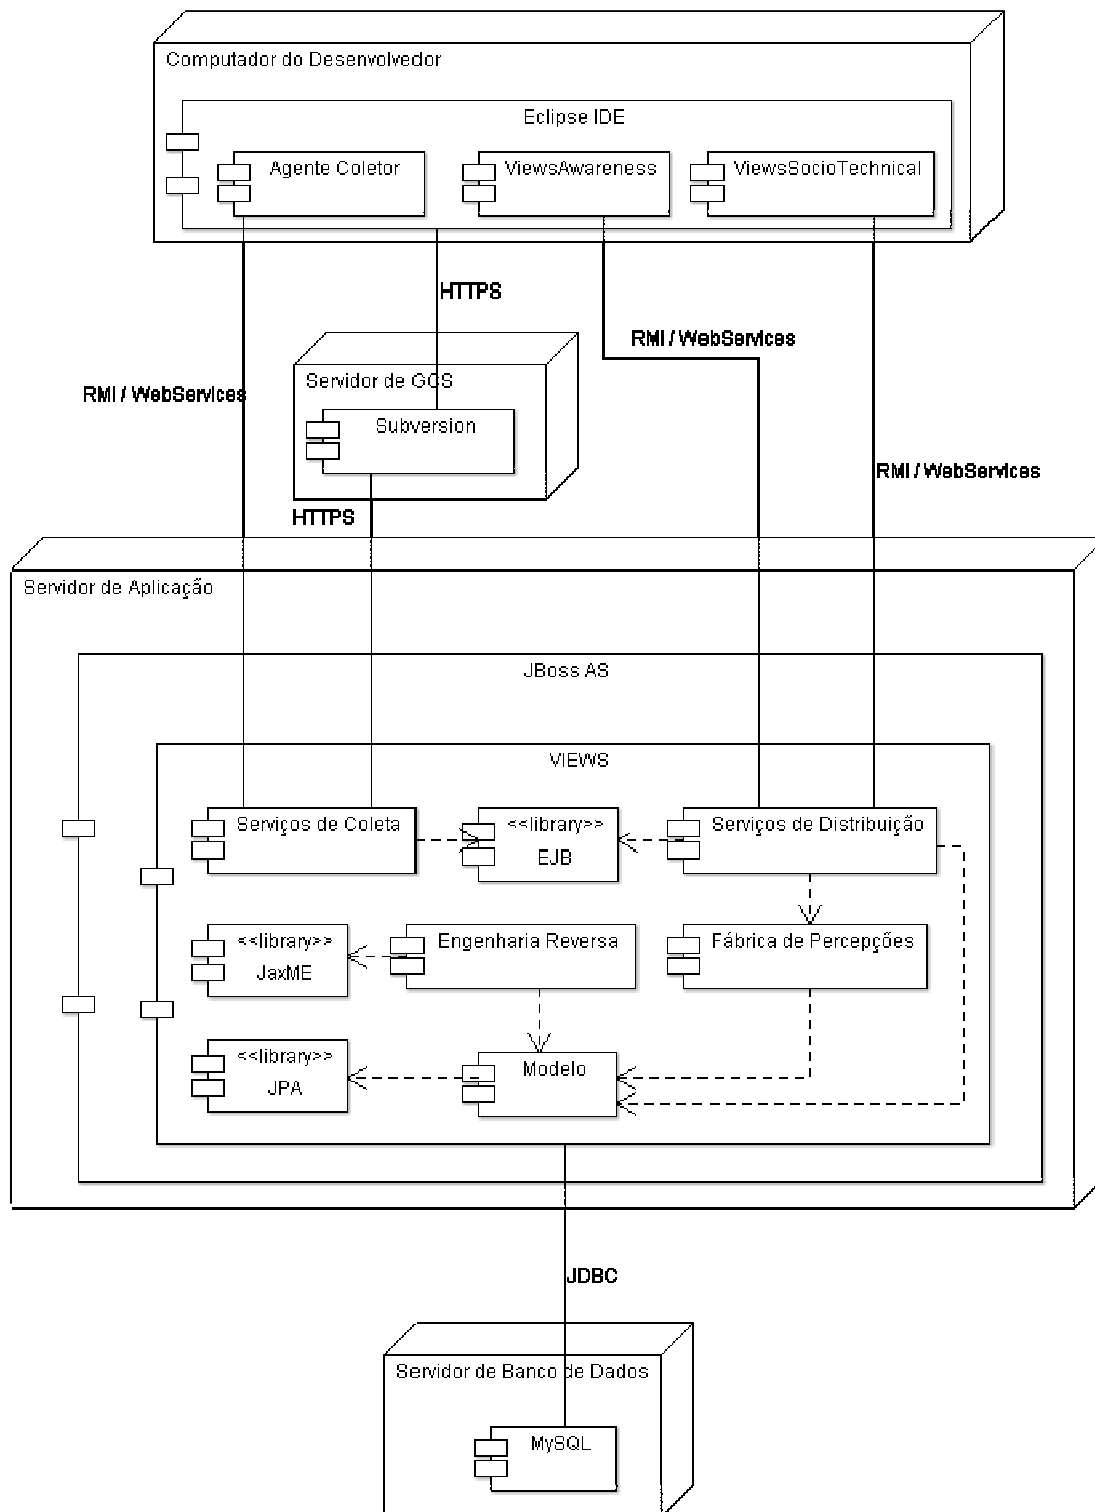 Computador do Desenvolvedor
Eclipse IDE
Agente Coletor
ViewsAwareness
ViewsSocioTechnical
HTTPS
RMI / WebServices
Servidor de GCS
RMI / WebServices
Subversion
RMI / WebServices
HTTPS
Servidor de Aplicação
JBoss AS
VIEWS
Serviços de Coleta
<<library>>
EJB
Serviços de Distribuição
<<library>>
JaxME
Engenharia Reversa
Fábrica de Percepções
<<library>>
JPA
Modelo
JDBC
Servidor de Banco de Dados
MySQL